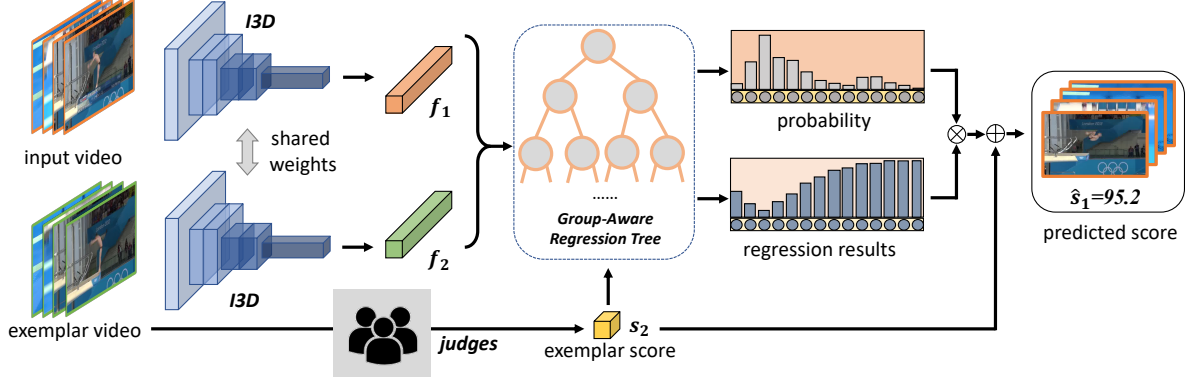 I3D
input video
f₁
shared
weights
exemplar video
I3D
f₂
judges
......
Group-Aware
Regression Tree
s₂
exemplar score
probability
regression results
ŝ₁=95.2
predicted score